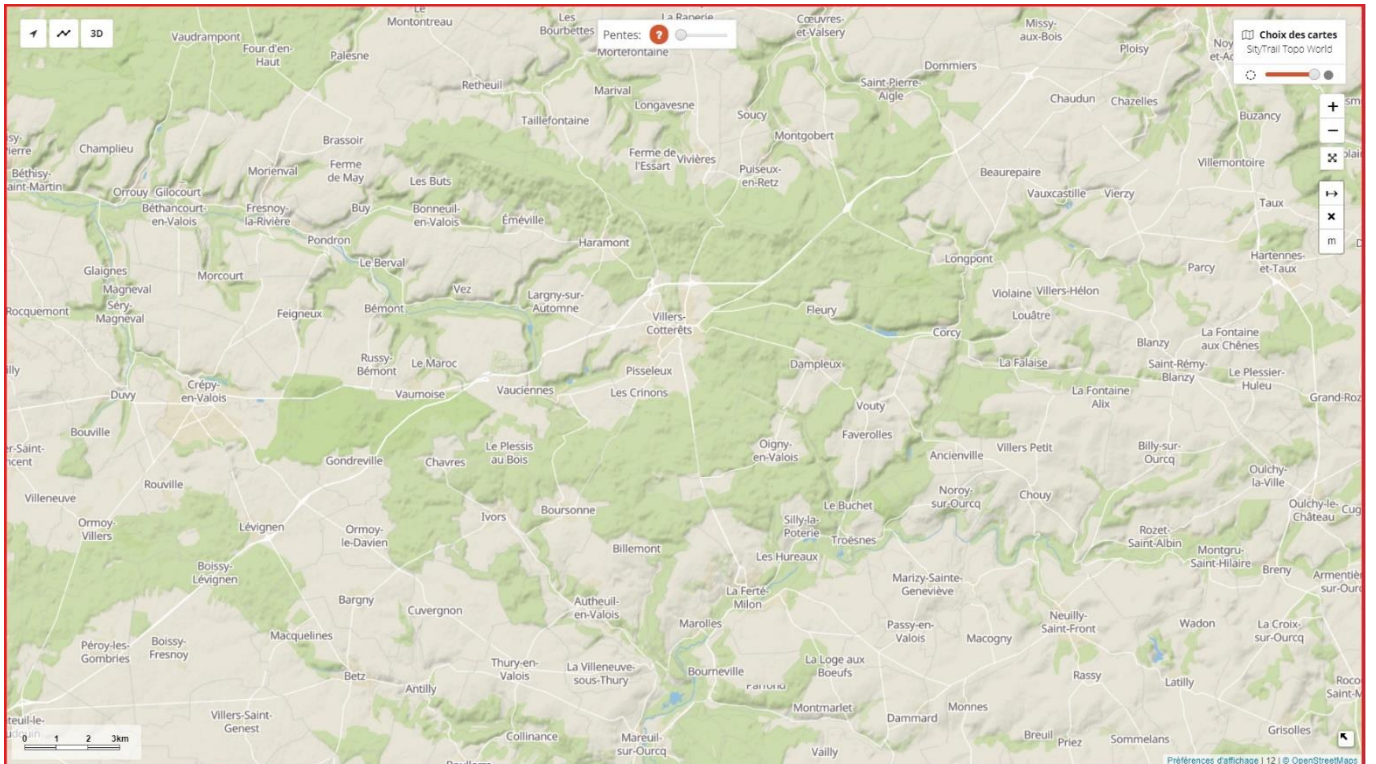 Le
Montontreau
Les
Bourbettes
La Raperie
Cœuvres-
et-Valsery
Missy-
aux-Bois
3D
Vaudrampont
Four-d'en-
Haut
Palesne
Pentes:
?
Mortefontaine
Ploisy
Choix des cartes
SityTrail Topo World
Dommiers
Retheuil
Marival
Saint-Pierre-
Aigle
Longavesne
Chaudun
Chazelles
Taillefontaine
Soucy
Buzancy
+
−
Montgobert
Brassoir
Champlieu
Ferme de
l'Essart
Vivières
Villemontoire
Béthisy-
aint-Martin
Morienval
Ferme
de May
Les Buts
Puiseux-
en-Retz
Beaurepaire
Orrouy
Gilocourt
Vauxcastille
Vierzy
Taux
Béthancourt-
en-Valois
Fresnoy-
la-Rivière
Buy
Bonneuil-
en-Valois
Éméville
m
Pondron
Haramont
Longpont
Hartennes-
et-Taux
Glaignes
Morcourt
Le Berval
Parcy
Magneval
Vez
Largny-sur-
Automne
Violaine
Villers-Hélon
Rocquemont
Séry-
Magneval
Feigneux
Bémont
Villers-
Cotterêts
Fleury
Louâtre
Corcy
La Fontaine
aux Chênes
Blanzy
Russy-
Bémont
Le Maroc
Pisseleux
Dampleux
La Falaise
Saint-Rémy-
Blanzy
Le Plessier-
Huleu
Crépy-
en-Valois
Duvy
Vaumoise
Vauciennes
Les Crinons
La Fontaine
Alix
Grand-Roz
Vouty
Bouville
Faverolles
Le Plessis
au Bois
Oigny-
en-Valois
Ancienville
Villers Petit
Billy-sur-
Ourcq
er-Saint-
ncent
Gondreville
Chavres
Oulchy-
la-Ville
Rouville
Villeneuve
Noroy-
sur-Ourcq
Chouy
Le Buchet
Oulchy-le-
Château
Boursonne
Ivors
Ormoy-
Villers
Lévignen
Ormoy-
le-Davien
Silly-la-
Poterie
Troësnes
Rozet-
Saint-Albin
Billemont
Les Hureaux
Montgru-
Saint-Hilaire
Boissy-
Lévignen
Marizy-Sainte-
Geneviève
Breny
Armentiè
sur-Ourc
Bargny
Cuvergnon
Autheuil-
en-Valois
La Ferté-
Milon
Marolles
Passy-en-
Valois
Macogny
Neuilly-
Saint-Front
Wadon
La Croix-
sur-Ourcq
Péroy-les-
Gombries
Boissy-
Fresnoy
Macquelines
Betz
Thury-en-
Valois
La Villeneuve-
sous-Thury
Bourneville
La Loge aux
Boeufs
Rassy
Latilly
Antilly
Montmarlet
Monnes
Dammard
Villers-Saint-
Genest
Collinance
Mareuil-
sur-Ourcq
Vailly
Breuil
Priez
Sommelans
Grisolles
0 1 2 3km
Préférences d'affichage | 12 | © OpenStreetMaps